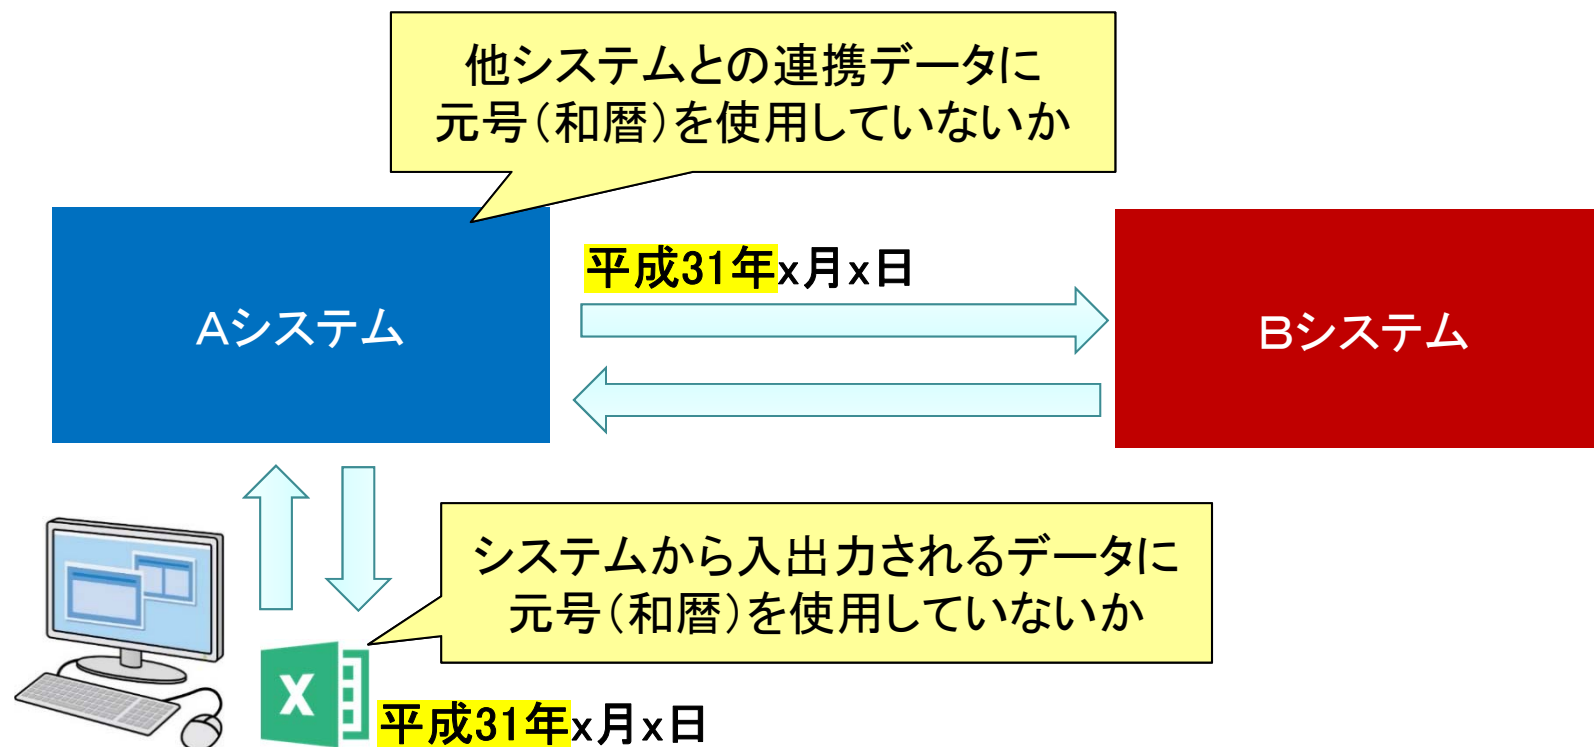 他システムとの連携データに
元号(和暦)を使用していないか
平成31年x月x日
Aシステム
Bシステム
システムから入出力されるデータに
元号(和暦)を使用していないか
X
平成31年x月x日